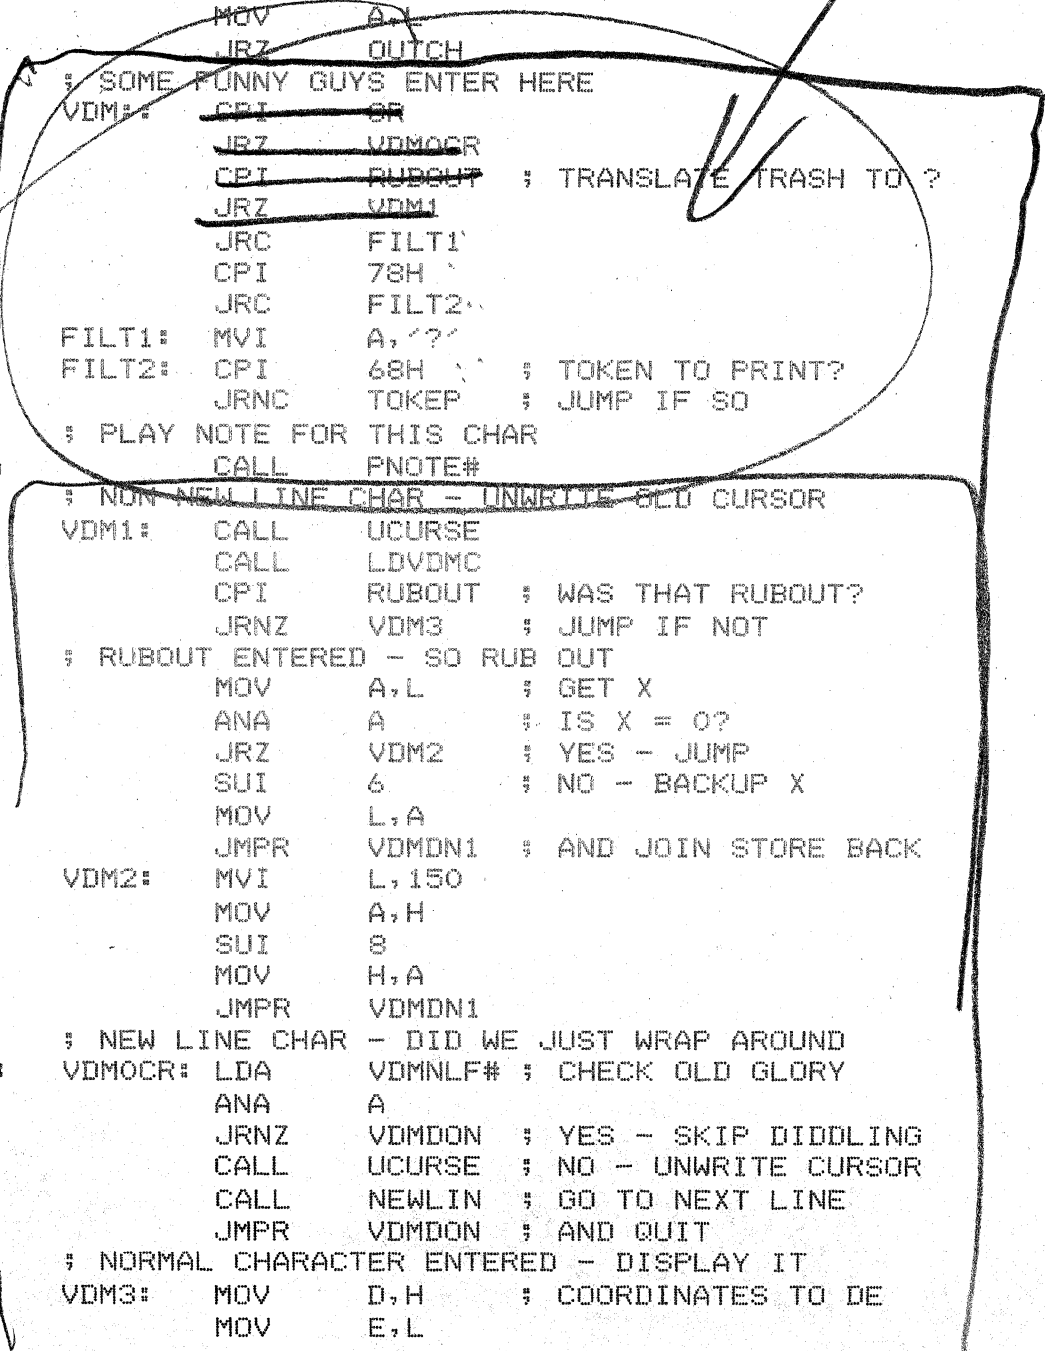 MOV A,L
JRZ OUTCH
; SOME FUNNY GUYS ENTER HERE
VDM:: CPI CR
JRZ VDMOCR
CPI RUBOUT ; TRANSLATE TRASH TO ?
JRZ VDM1
JRC FILT1
CPI 78H
JRC FILT2
FILT1: MVI A,'?'
FILT2: CPI 68H ; TOKEN TO PRINT?
JRNC TOKEP ; JUMP IF SO
; PLAY NOTE FOR THIS CHAR
CALL PNOTE#
; NON NEW LINE CHAR - UNWRITE OLD CURSOR
VDM1: CALL UCURSE
CALL LDVDMC
CPI RUBOUT ; WAS THAT RUBOUT?
JRNZ VDM3 ; JUMP IF NOT
; RUBOUT ENTERED - SO RUB OUT
MOV A,L ; GET X
ANA A ; IS X = 0?
JRZ VDM2 ; YES - JUMP
SUI 6 ; NO - BACKUP X
MOV L,A
JMPR VDMDN1 ; AND JOIN STORE BACK
VDM2: MVI L,150
MOV A,H
SUI 8
MOV H,A
JMPR VDMDN1
; NEW LINE CHAR - DID WE JUST WRAP AROUND
VDMOCR: LDA VDMNLF# ; CHECK OLD GLORY
ANA A
JRNZ VDMDON ; YES - SKIP DIDDLING
CALL UCURSE ; NO - UNWRITE CURSOR
CALL NEWLIN ; GO TO NEXT LINE
JMPR VDMDON ; AND QUIT
; NORMAL CHARACTER ENTERED - DISPLAY IT
VDM3: MOV D,H ; COORDINATES TO DE
MOV E,L